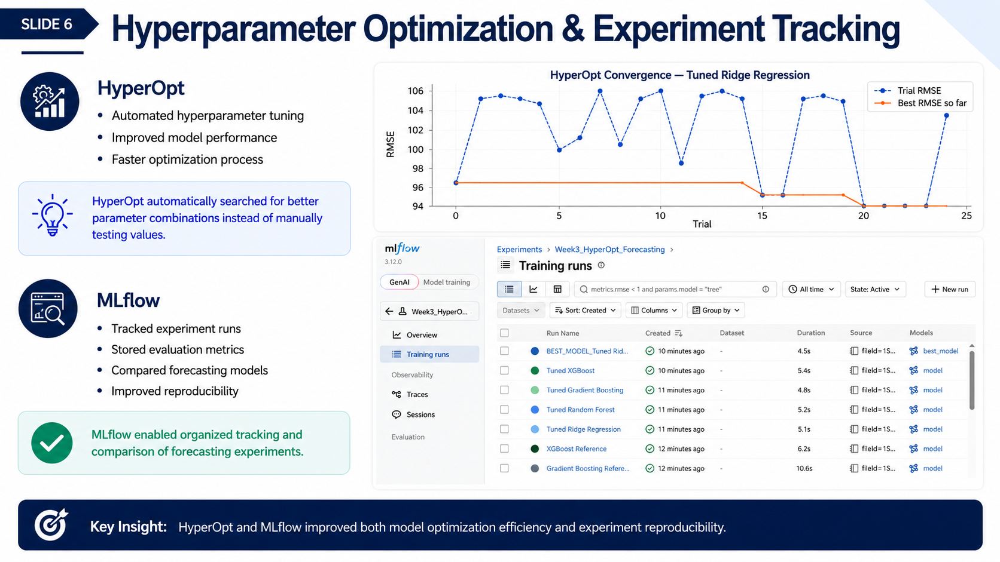 SLIDE 6
Hyperparameter Optimization & Experiment Tracking
HyperOpt
• Automated hyperparameter tuning
• Improved model performance
• Faster optimization process
HyperOpt automatically searched for better
parameter combinations instead of manually
testing values.
MLflow
• Tracked experiment runs
• Stored evaluation metrics
• Compared forecasting models
• Improved reproducibility
MLflow enabled organized tracking and
comparison of forecasting experiments.
HyperOpt Convergence — Tuned Ridge Regression
Trial RMSE
Best RMSE so far
RMSE
106
104
102
100
98
96
94
0 5 10 15 20 25
Trial
mlflow
3.12.0
GenAI Model training
Week3_HyperO...
Overview
Training runs
Observability
Traces
Sessions
Evaluation
Experiments > Week3_HyperOpt_Forecasting >
Training runs
metrics.rmse < 1 and params.model = "tree"
All time
State: Active
+ New run
Datasets
Sort: Created
Columns
Group by
Run Name Created Dataset Duration Source Models
BEST_MODEL_Tuned Rid... 10 minutes ago - 4.5s fileId=1S... best_model
Tuned XGBoost 10 minutes ago - 5.4s fileId=1S... model
Tuned Gradient Boosting 11 minutes ago - 4.8s fileId=1S... model
Tuned Random Forest 11 minutes ago - 5.2s fileId=1S... model
Tuned Ridge Regression 11 minutes ago - 5.1s fileId=1S... model
XGBoost Reference 12 minutes ago - 6.2s fileId=1S... model
Gradient Boosting Refere... 12 minutes ago - 10.6s fileId=1S... model
Key Insight: HyperOpt and MLflow improved both model optimization efficiency and experiment reproducibility.